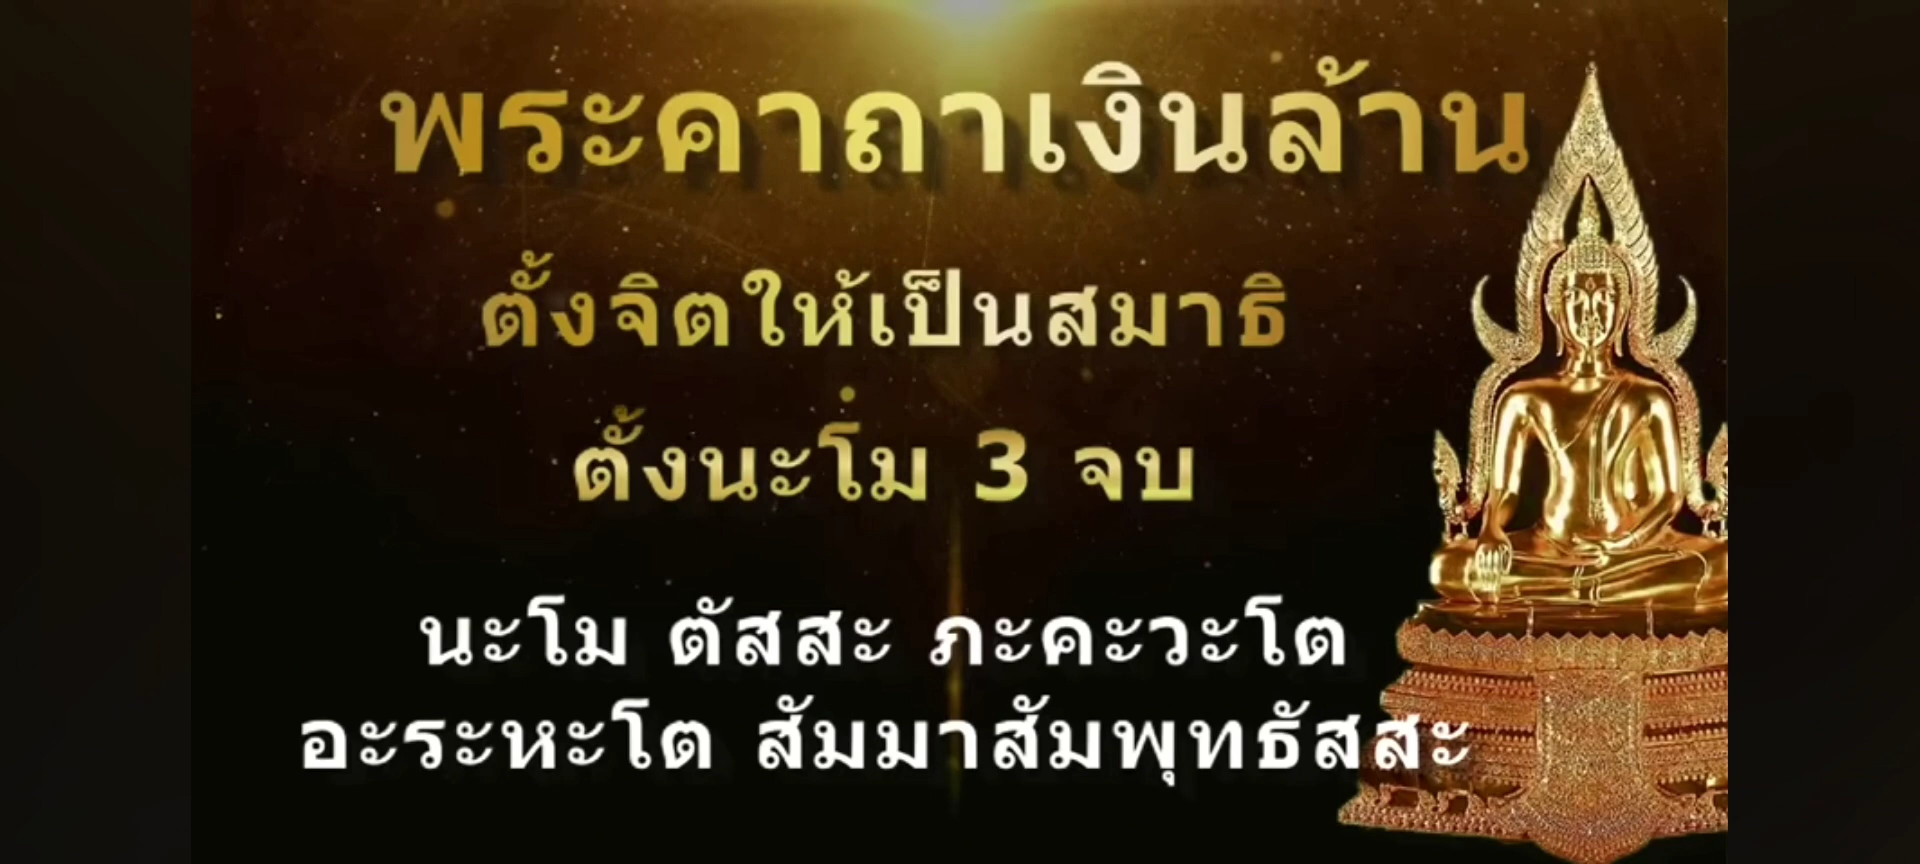 พระคาถาเงินล้าน
ตั้งจิตให้เป็นสมาธิ
ตั้งนะโม 3 จบ
นะโม ตัสสะ ภะคะวะโต
อะระหะโต สัมมาสัมพุทธัสสะ